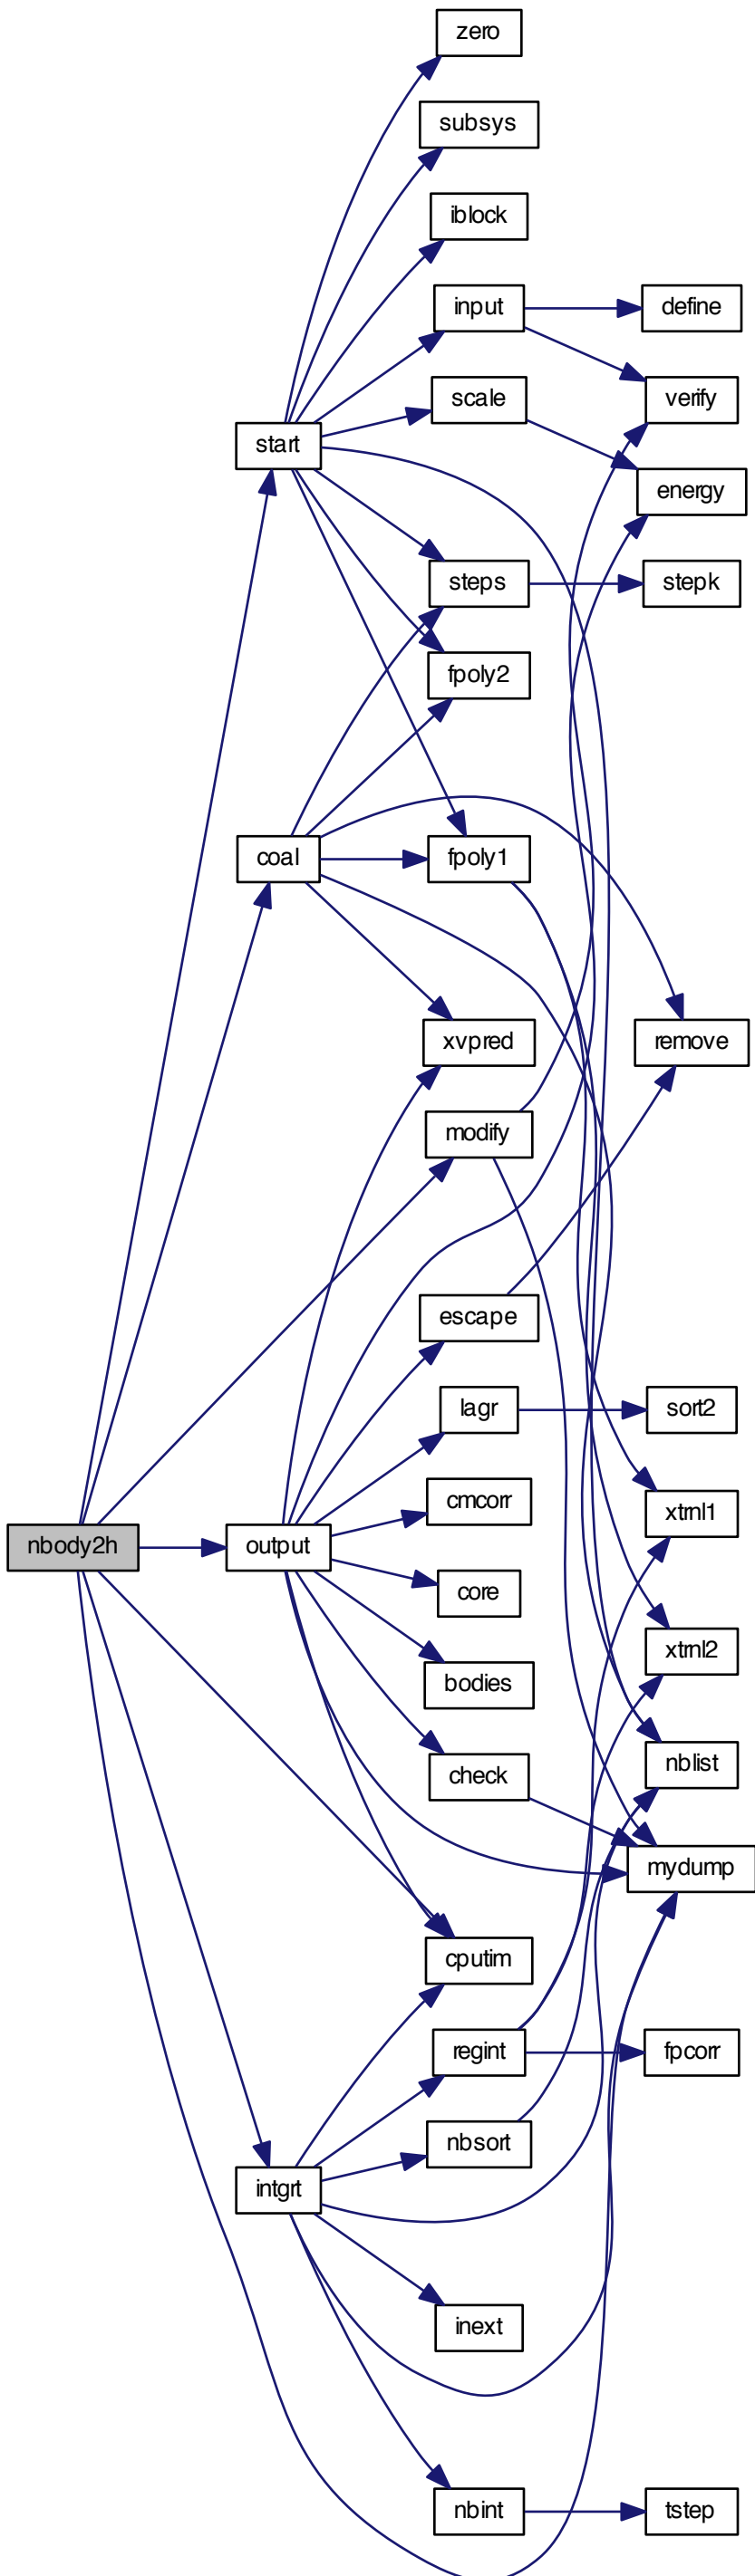 zero
subsys
iblock
input
define
scale
verify
start
energy
steps
stepk
fpoly2
coal
fpoly1
xvpred
remove
modify
escape
lagr
sort2
cmcorr
xtrnl1
nbody2h
output
core
xtrnl2
bodies
check
nblist
mydump
cputim
regint
fpcorr
nbsort
intgrt
inext
nbint
tstep